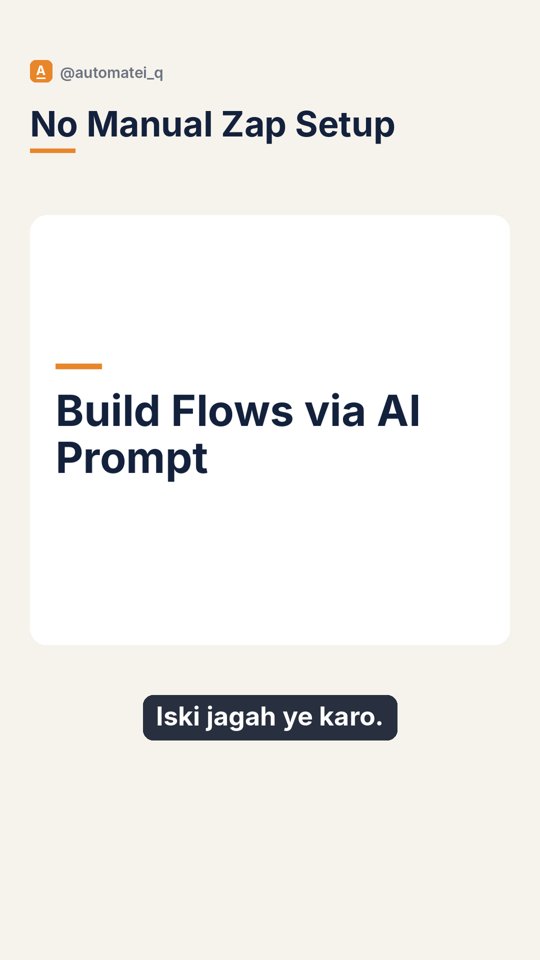 A
@automatei_q
No Manual Zap Setup
Build Flows via AI
Prompt
Iski jagah ye karo.